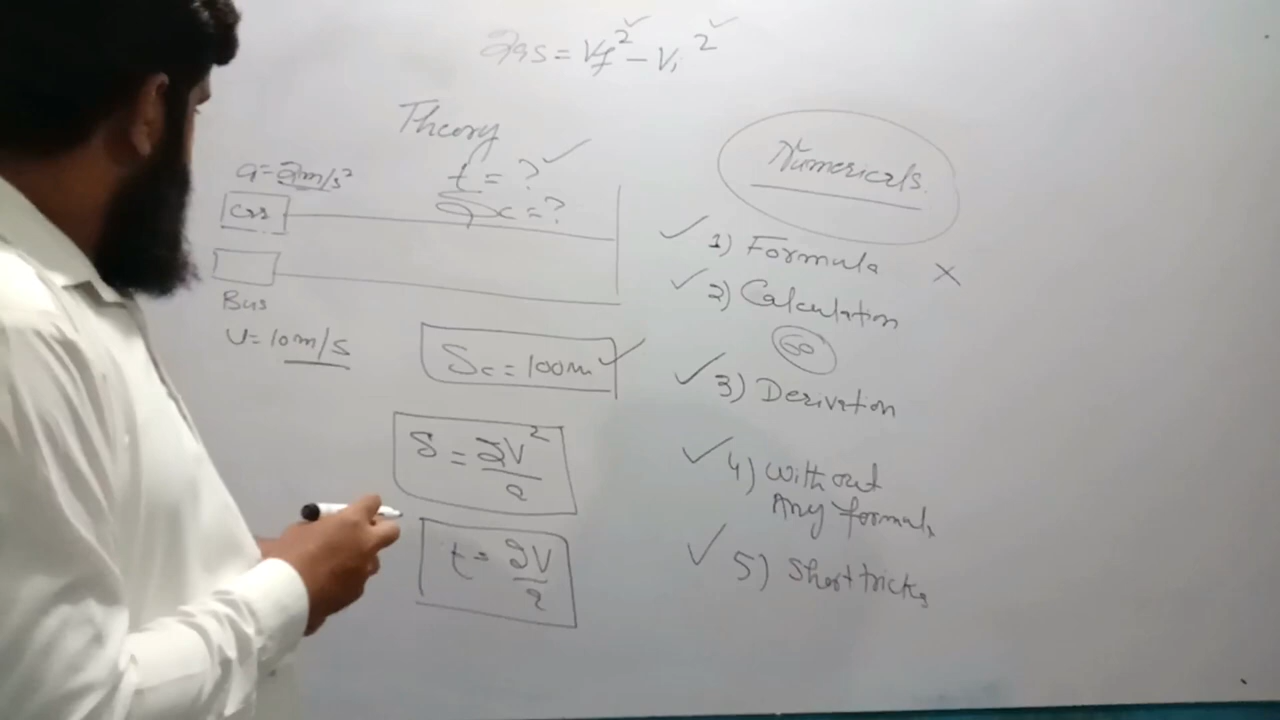 2as = Vf² - Vi²
Theory
a = 2m/s²
t = ?
Car
Sc = ?
Bus
v = 10m/s
Sc = 100m
S = 2V²/a
t = 2V/a
Numericals.
1) Formula ×
2) Calculation
3) Derivation
4) Without
Any formula
5) Short tricks